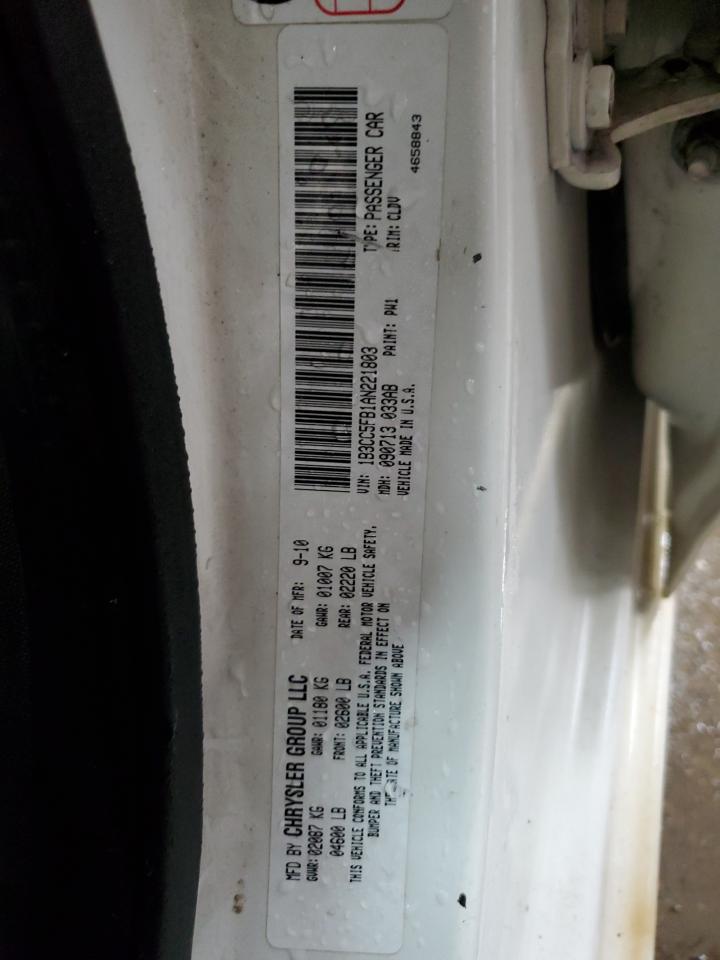 MFD BY CHRYSLER GROUP LLC DATE OF MFR: 9-10
GVWR: 02087 KG GAWR: 01180 KG GAWR: 01007 KG
04600 LB FRONT: 02600 LB REAR: 02220 LB
THIS VEHICLE CONFORMS TO ALL APPLICABLE U.S.A. FEDERAL MOTOR VEHICLE SAFETY,
BUMPER AND THEFT PREVENTION STANDARDS IN EFFECT ON
THE DATE OF MANUFACTURE SHOWN ABOVE
VIN: 1B3CC5FB1AN221803 TYPE: PASSENGER CAR
MDH: 090713 033AB PAINT: PW1 TRIM: CLDV
VEHICLE MADE IN U.S.A.
4658843